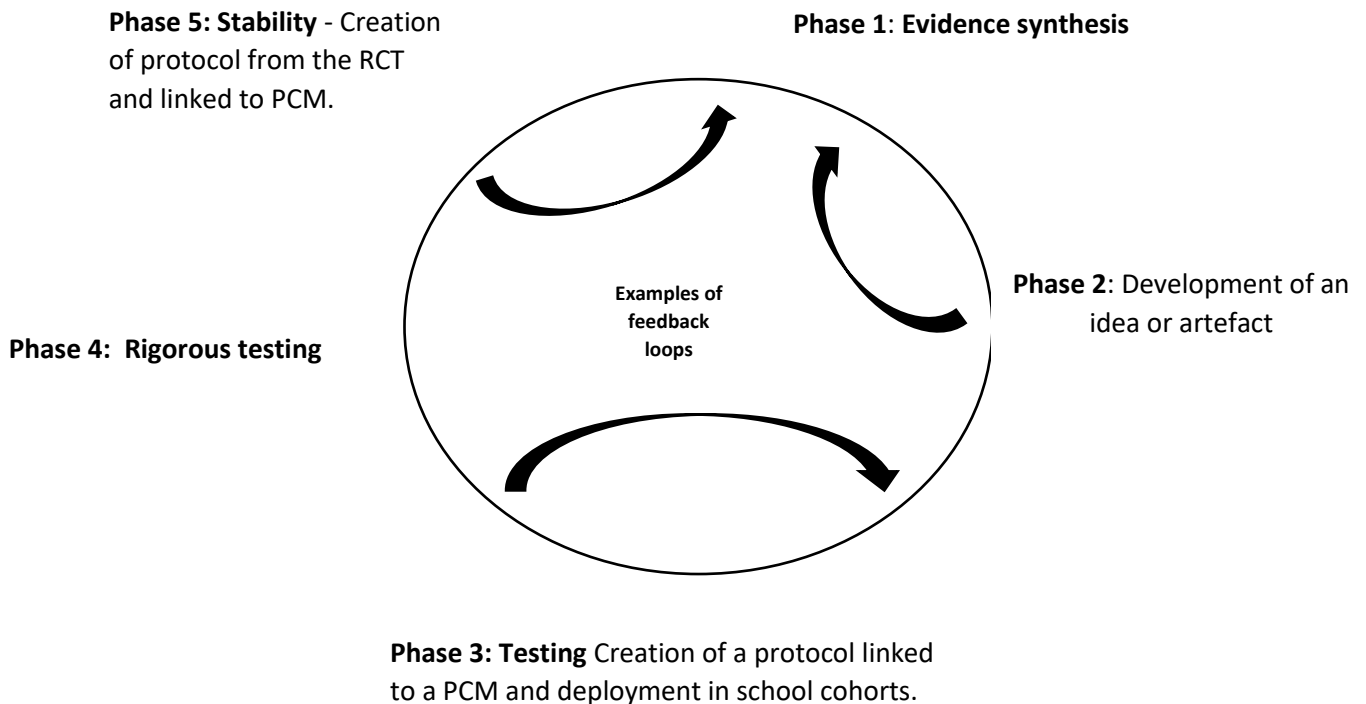 Phase 5: Stability - Creation
of protocol from the RCT
and linked to PCM.
Phase 1: Evidence synthesis
Examples of
feedback
loops
Phase 2: Development of an
idea or artefact
Phase 4:  Rigorous testing
Phase 3: Testing Creation of a protocol linked
to a PCM and deployment in school cohorts.